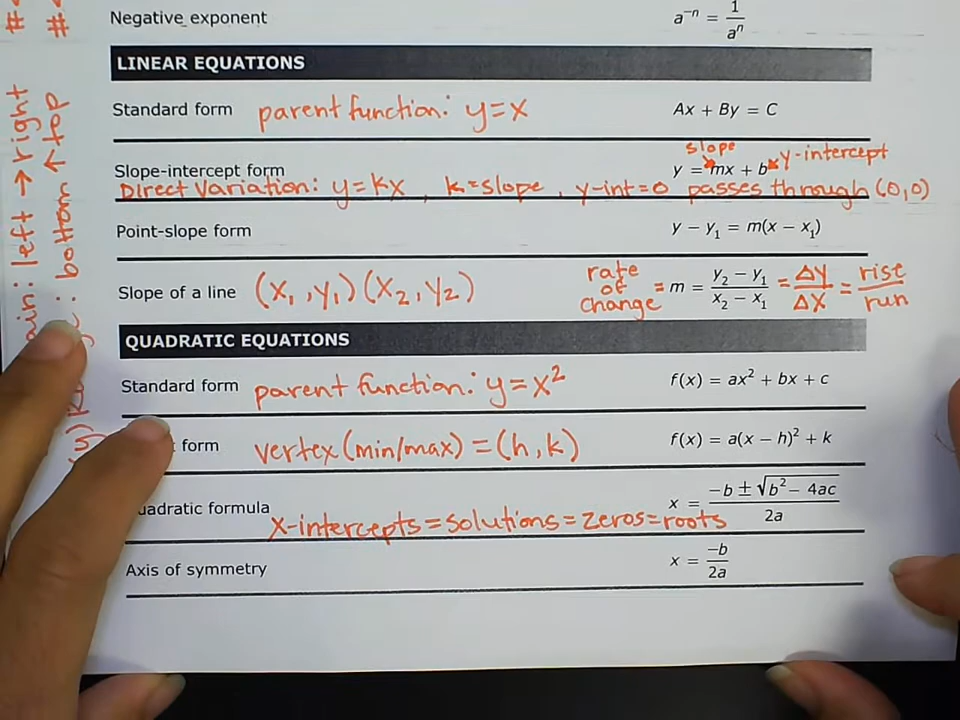 Negative exponent a⁻ⁿ = 1/aⁿ
LINEAR EQUATIONS
Standard form parent function: y=x Ax + By = C
slope
Slope-intercept form y = mx + b y-intercept
Direct Variation: y=kx, k=slope, y-int=0 passes through (0,0)
Point-slope form y − y₁ = m(x − x₁)
Slope of a line (x₁,y₁)(x₂,y₂) rate of change = m = (y₂ − y₁)/(x₂ − x₁) = Δy/Δx = rise/run
QUADRATIC EQUATIONS
Standard form parent function: y=x² f(x) = ax² + bx + c
form vertex(min/max)=(h,k) f(x) = a(x − h)² + k
uadratic formula x = (−b ± √(b² − 4ac))/2a
x-intercepts=solutions=zeros=roots
Axis of symmetry x = −b/2a
: left → right
: bottom ← top